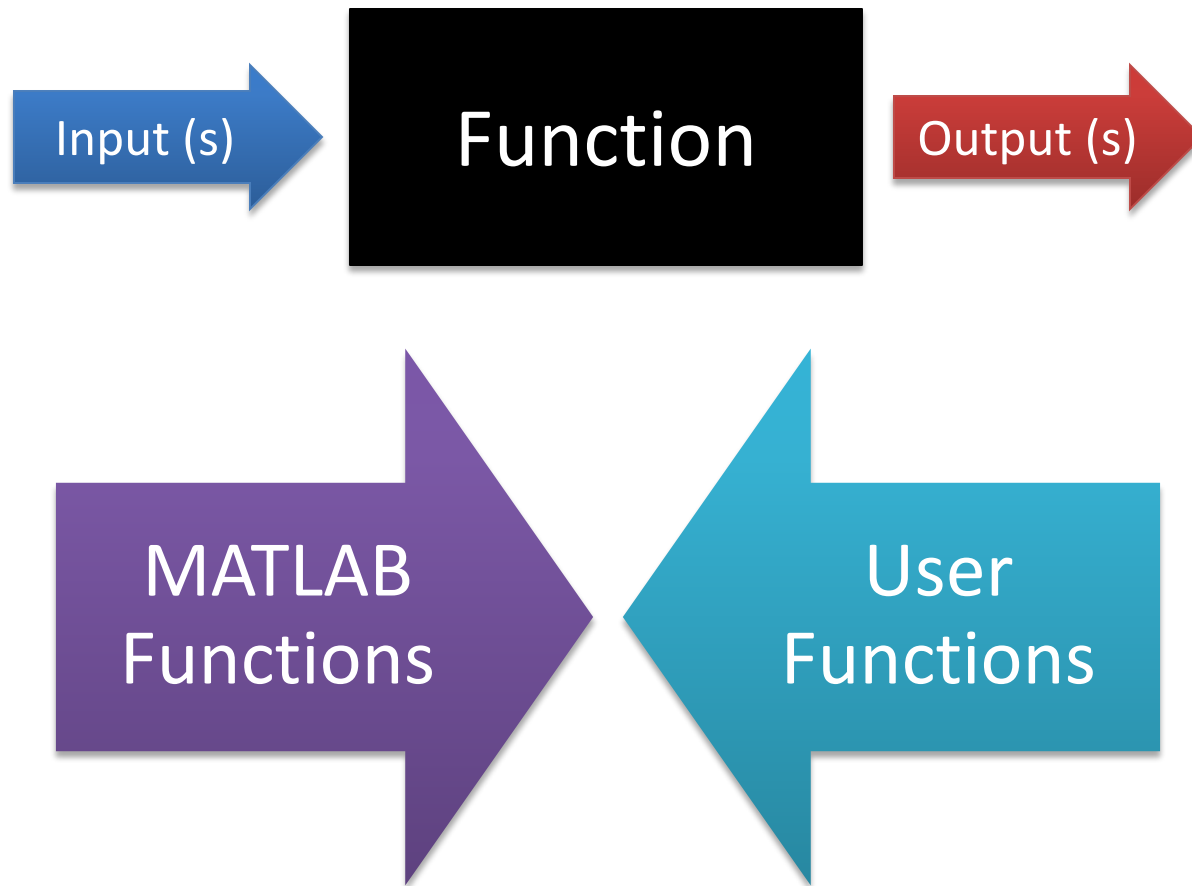 Input (s)
Function
Output (s)
MATLAB
Functions
User
Functions